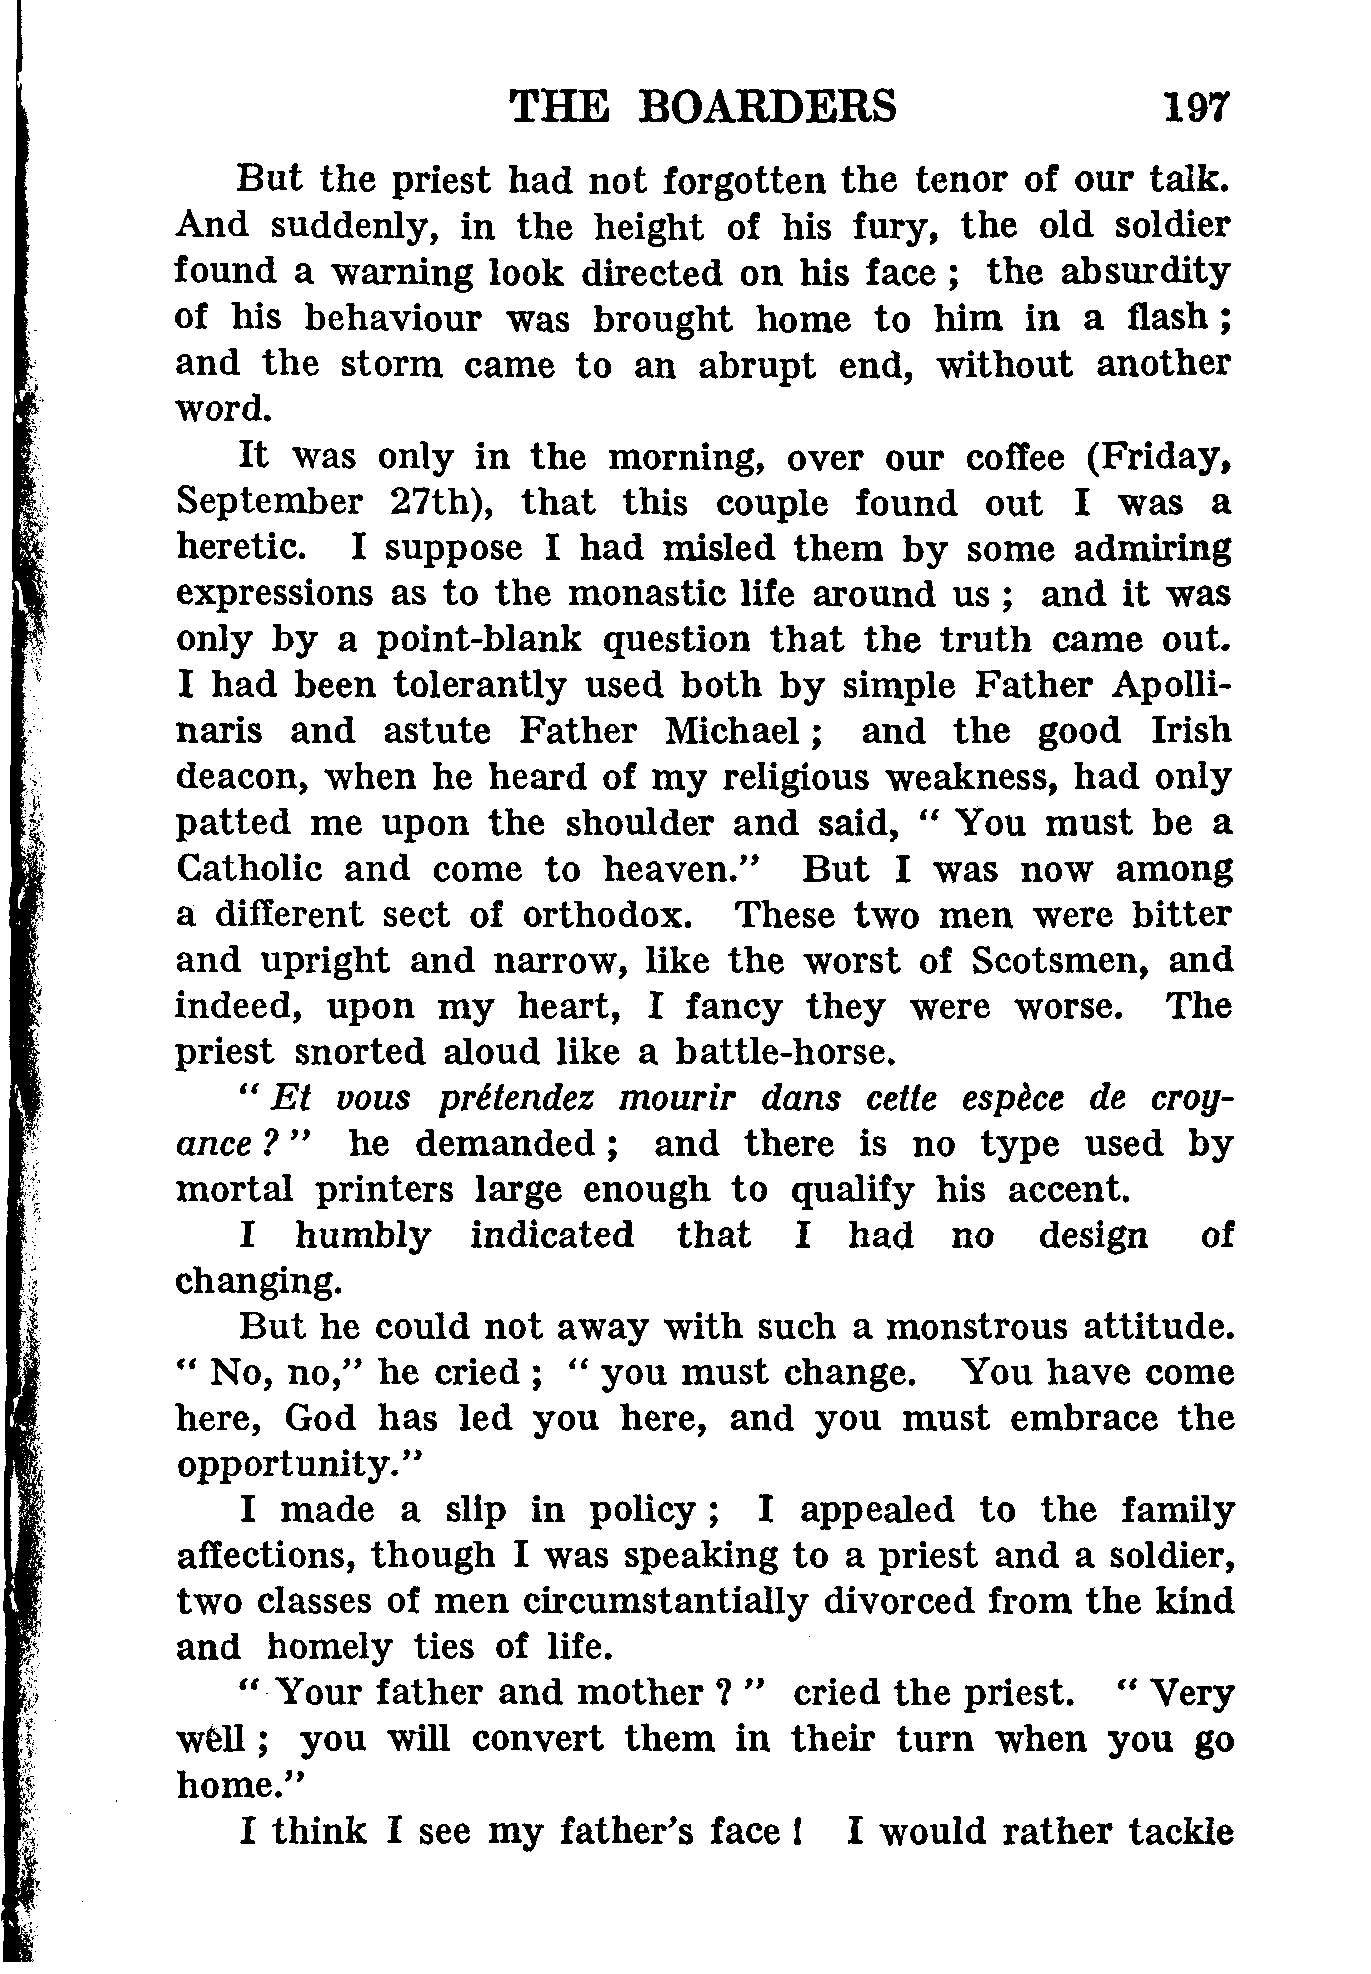 THE BOARDERS 197
But the priest had not forgotten the tenor of our talk.
And suddenly, in the height of his fury, the old soldier
found a warning look directed on his face ; the absurdity
of his behaviour was brought home to him in a flash ;
and the storm came to an abrupt end, without another
word.
It was only in the morning, over our coffee (Friday,
September 27th), that this couple found out I was a
heretic. I suppose I had misled them by some admiring
expressions as to the monastic life around us ; and it was
only by a point-blank question that the truth came out.
I had been tolerantly used both by simple Father Apolli-
naris and astute Father Michael ; and the good Irish
deacon, when he heard of my religious weakness, had only
patted me upon the shoulder and said, “ You must be a
Catholic and come to heaven.” But I was now among
a different sect of orthodox. These two men were bitter
and upright and narrow, like the worst of Scotsmen, and
indeed, upon my heart, I fancy they were worse. The
priest snorted aloud like a battle-horse.
“ Et vous prétendez mourir dans cette espèce de croy-
ance ? ” he demanded ; and there is no type used by
mortal printers large enough to qualify his accent.
I humbly indicated that I had no design of
changing.
But he could not away with such a monstrous attitude.
“ No, no,” he cried ; “ you must change. You have come
here, God has led you here, and you must embrace the
opportunity.”
I made a slip in policy ; I appealed to the family
affections, though I was speaking to a priest and a soldier,
two classes of men circumstantially divorced from the kind
and homely ties of life.
“ Your father and mother ? ” cried the priest. “ Very
well ; you will convert them in their turn when you go
home.”
I think I see my father’s face ! I would rather tackle